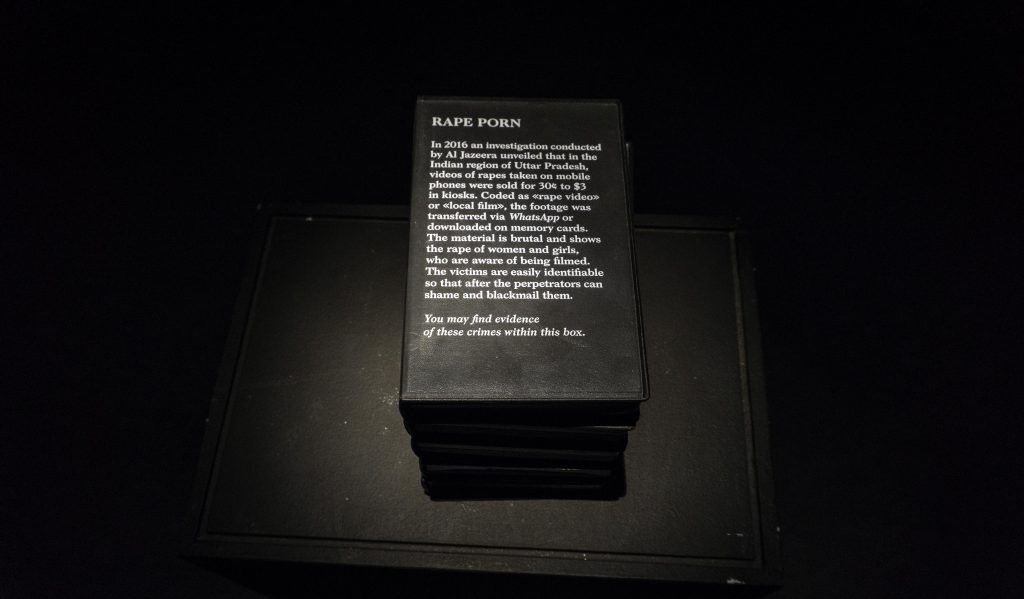 RAPE PORN
In 2016 an investigation conducted
by Al Jazeera unveiled that in the
Indian region of Uttar Pradesh,
videos of rapes taken on mobile
phones were sold for 30¢ to $3
in kiosks. Coded as «rape video»
or «local film», the footage was
transferred via WhatsApp or
downloaded on memory cards.
The material is brutal and shows
the rape of women and girls,
who are aware of being filmed.
The victims are easily identifiable
so that after the perpetrators can
shame and blackmail them.
You may find evidence
of these crimes within this box.